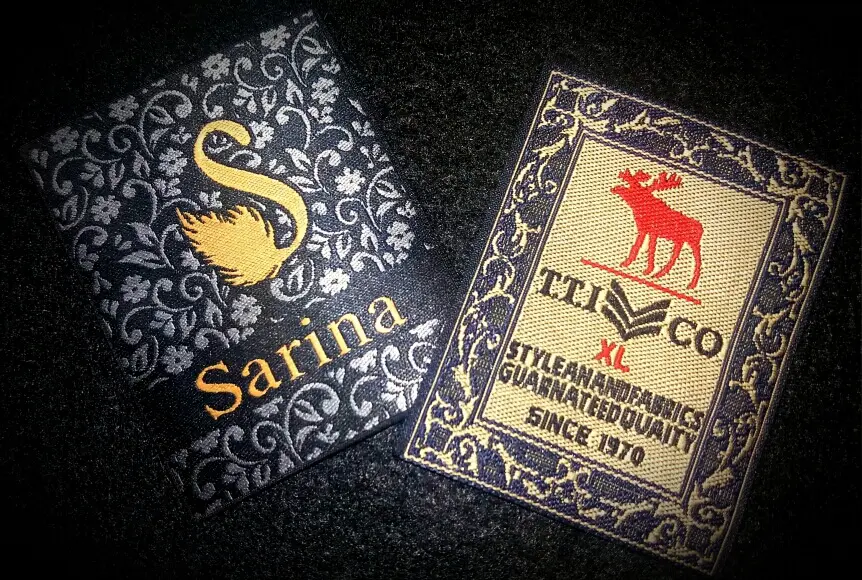 Sarina
T.T.I CO
XL
STYLEANANDFABRICS
GUARNATEEDQUAITY
SINCE 1970